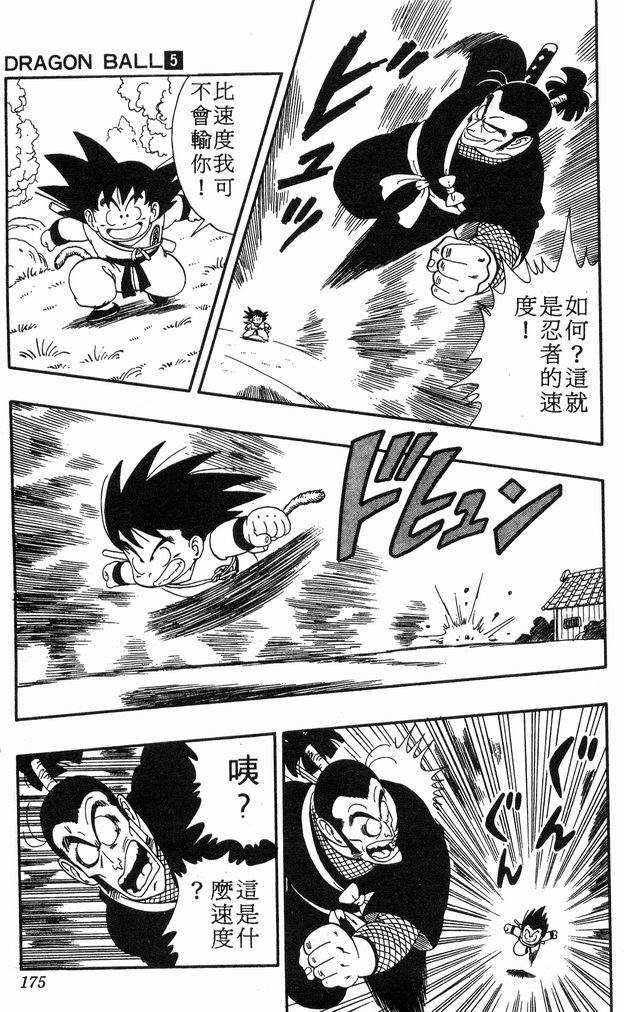 DRAGON BALL 5
ビュ
如何？這就
是忍者的速
度！
比速度我可
不會輸你！
ドヒュン
ぐん
ぐん
咦？
這是什
麼速度
？
175